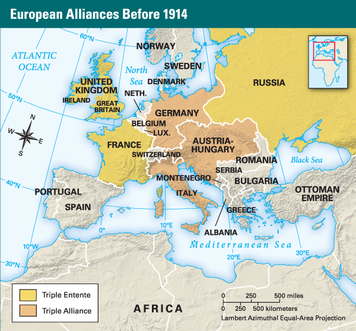 European Alliances Before 1914
ATLANTIC
OCEAN
60°N
NORWAY
SWEDEN
North
Sea
DENMARK
RUSSIA
UNITED
KINGDOM
IRELAND
GREAT
BRITAIN
NETH.
50°N
BELGIUM
LUX.
GERMANY
N
W
E
S
FRANCE
SWITZERLAND
AUSTRIA-
HUNGARY
ROMANIA
Black Sea
SERBIA
BULGARIA
MONTENEGRO
ITALY
40°N
PORTUGAL
SPAIN
OTTOMAN
EMPIRE
GREECE
ALBANIA
Mediterranean Sea
10°W
30°N
0°
10°E
20°E
30°E
Triple Entente
Triple Alliance
AFRICA
0 250 500 miles
0 250 500 kilometers
Lambert Azimuthal Equal-Area Projection